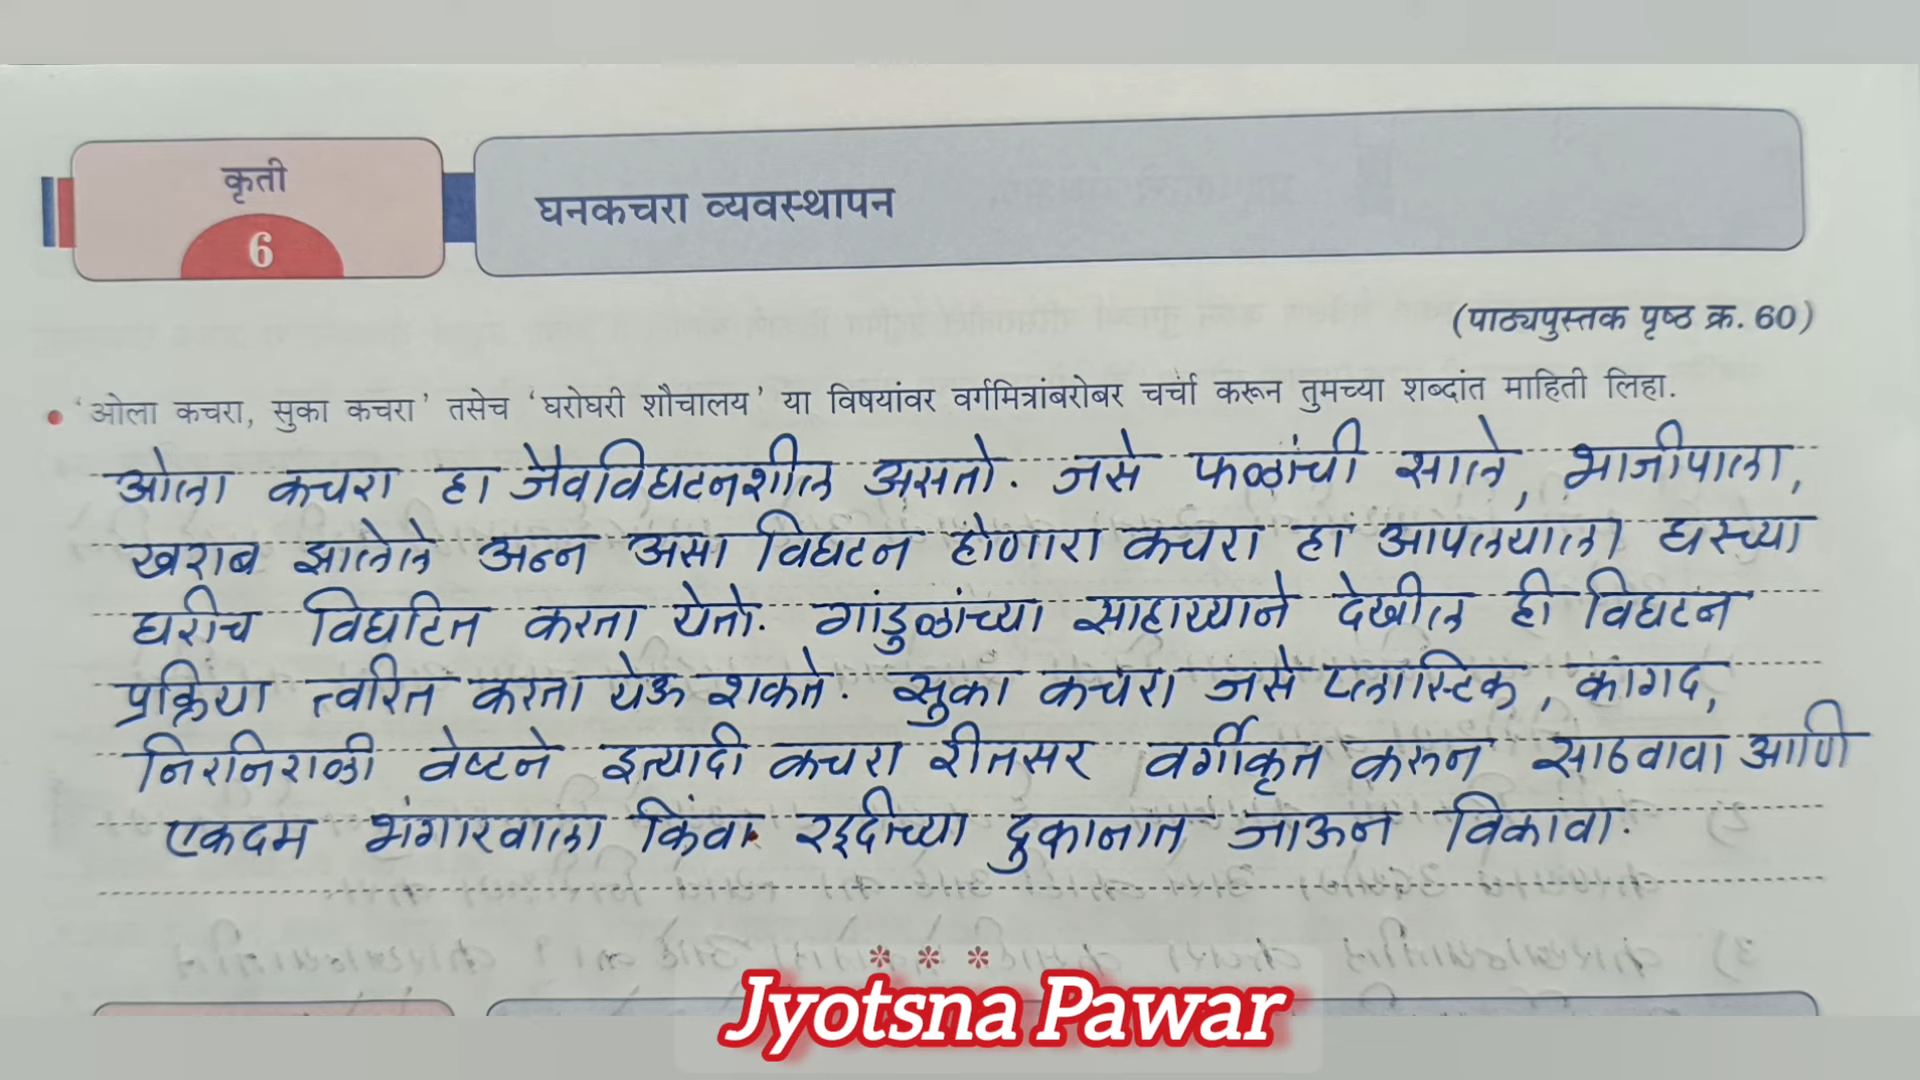 कृती
6
घनकचरा व्यवस्थापन
(पाठ्यपुस्तक पृष्ठ क्र. 60)
• 'ओला कचरा, सुका कचरा' तसेच 'घरोघरी शौचालय' या विषयांवर वर्गमित्रांबरोबर चर्चा करून तुमच्या शब्दांत माहिती लिहा.
ओला कचरा हा जैवविघटनशील असतो. जसे फळांची साले, भाजीपाला,
खराब झालेले अन्न असा विघटन होणारा कचरा हा आपल्याला घरच्या
घरीच विघटित करता येतो. गांडुळांच्या साहाय्याने देखील ही विघटन
प्रक्रिया त्वरित करता येऊ शकते. सुका कचरा जसे प्लास्टिक, कागद,
निरनिराळी वेष्टने इत्यादी कचरा रीतसर वर्गीकृत करून साठवावा आणि
एकदम भंगारवाला किंवा रद्दीच्या दुकानात जाऊन विकावा.
* * *
Jyotsna Pawar